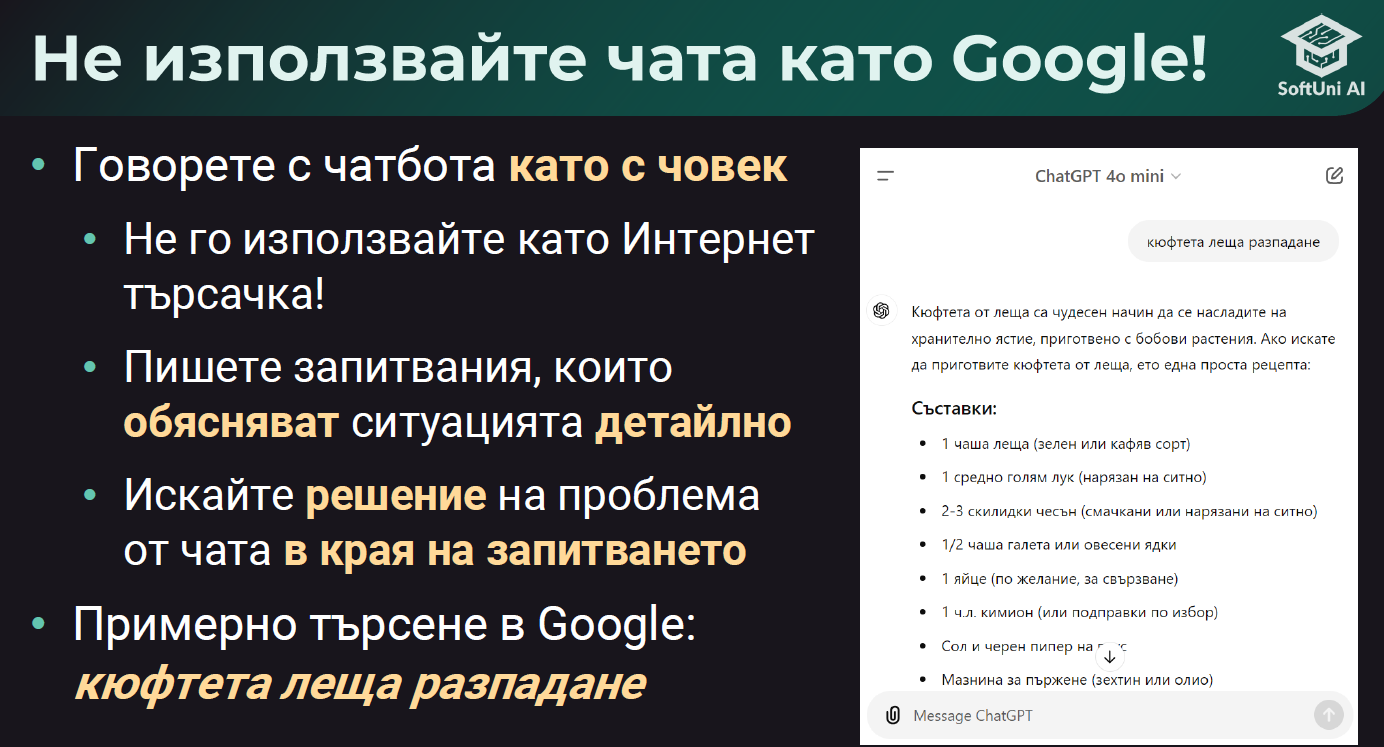 Не използвайте чата като Google!
SoftUni AI
Говорете с чатбота като с човек
Не го използвайте като Интернет
търсачка!
Пишете запитвания, които
обясняват ситуацията детайлно
Искайте решение на проблема
от чата в края на запитването
Примерно търсене в Google:
кюфтета леща разпадане
ChatGPT 4o mini
кюфтета леща разпадане
Кюфтета от леща са чудесен начин да се насладите на
хранително ястие, приготвено с бобови растения. Ако искате
да приготвите кюфтета от леща, ето една проста рецепта:
Съставки:
1 чаша леща (зелен или кафяв сорт)
1 средно голям лук (нарязан на ситно)
2-3 скилидки чесън (смачкани или нарязани на ситно)
1/2 чаша галета или овесени ядки
1 яйце (по желание, за свързване)
1 ч.л. кимион (или подправки по избор)
Сол и черен пипер на
Мазнина за пържене (зехтин или олио)
Message ChatGPT